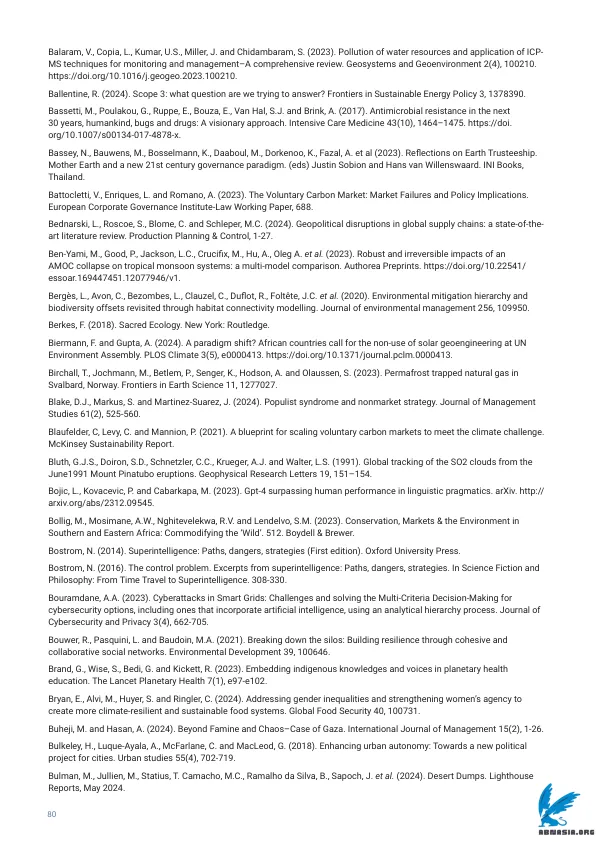 Balaram, V., Copia, L., Kumar, U.S., Miller, J. and Chidambaram, S. (2023). Pollution of water resources and application of ICP-
MS techniques for monitoring and management–A comprehensive review. Geosystems and Geoenvironment 2(4), 100210.
https://doi.org/10.1016/j.geogeo.2023.100210.
Ballentine, R. (2024). Scope 3: what question are we trying to answer? Frontiers in Sustainable Energy Policy 3, 1378390.
Bassetti, M., Poulakou, G., Ruppe, E., Bouza, E., Van Hal, S.J. and Brink, A. (2017). Antimicrobial resistance in the next
30 years, humankind, bugs and drugs: A visionary approach. Intensive Care Medicine 43(10), 1464–1475. https://doi.
org/10.1007/s00134-017-4878-x.
Bassey, N., Bauwens, M., Bosselmann, K., Daaboul, M., Dorkenoo, K., Fazal, A. et al (2023). Reflections on Earth Trusteeship.
Mother Earth and a new 21st century governance paradigm. (eds) Justin Sobion and Hans van Willenswaard. INI Books,
Thailand.
Battocletti, V., Enriques, L. and Romano, A. (2023). The Voluntary Carbon Market: Market Failures and Policy Implications.
European Corporate Governance Institute-Law Working Paper, 688.
Bednarski, L., Roscoe, S., Blome, C. and Schleper, M.C. (2024). Geopolitical disruptions in global supply chains: a state-of-the-
art literature review. Production Planning & Control, 1-27.
Ben-Yami, M., Good, P., Jackson, L.C., Crucifix, M., Hu, A., Oleg A. et al. (2023). Robust and irreversible impacts of an
AMOC collapse on tropical monsoon systems: a multi-model comparison. Authorea Preprints. https://doi.org/10.22541/
essoar.169447451.12077946/v1.
Bergès, L., Avon, C., Bezombes, L., Clauzel, C., Duflot, R., Foltête, J.C. et al. (2020). Environmental mitigation hierarchy and
biodiversity offsets revisited through habitat connectivity modelling. Journal of environmental management 256, 109950.
Berkes, F. (2018). Sacred Ecology. New York: Routledge.
Biermann, F. and Gupta, A. (2024). A paradigm shift? African countries call for the non-use of solar geoengineering at UN
Environment Assembly. PLOS Climate 3(5), e0000413. https://doi.org/10.1371/journal.pclm.0000413.
Birchall, T., Jochmann, M., Betlem, P., Senger, K., Hodson, A. and Olaussen, S. (2023). Permafrost trapped natural gas in
Svalbard, Norway. Frontiers in Earth Science 11, 1277027.
Blake, D.J., Markus, S. and Martinez-Suarez, J. (2024). Populist syndrome and nonmarket strategy. Journal of Management
Studies 61(2), 525-560.
Blaufelder, C, Levy, C. and Mannion, P. (2021). A blueprint for scaling voluntary carbon markets to meet the climate challenge.
McKinsey Sustainability Report.
Bluth, G.J.S., Doiron, S.D., Schnetzler, C.C., Krueger, A.J. and Walter, L.S. (1991). Global tracking of the SO2 clouds from the
June1991 Mount Pinatubo eruptions. Geophysical Research Letters 19, 151–154.
Bojic, L., Kovacevic, P. and Cabarkapa, M. (2023). Gpt-4 surpassing human performance in linguistic pragmatics. arXiv. http://
arxiv.org/abs/2312.09545.
Bollig, M., Mosimane, A.W., Nghitevelekwa, R.V. and Lendelvo, S.M. (2023). Conservation, Markets & the Environment in
Southern and Eastern Africa: Commodifying the ‘Wild’. 512. Boydell & Brewer.
Bostrom, N. (2014). Superintelligence: Paths, dangers, strategies (First edition). Oxford University Press.
Bostrom, N. (2016). The control problem. Excerpts from superintelligence: Paths, dangers, strategies. In Science Fiction and
Philosophy: From Time Travel to Superintelligence. 308-330.
Bouramdane, A.A. (2023). Cyberattacks in Smart Grids: Challenges and solving the Multi-Criteria Decision-Making for
cybersecurity options, including ones that incorporate artificial intelligence, using an analytical hierarchy process. Journal of
Cybersecurity and Privacy 3(4), 662-705.
Bouwer, R., Pasquini, L. and Baudoin, M.A. (2021). Breaking down the silos: Building resilience through cohesive and
collaborative social networks. Environmental Development 39, 100646.
Brand, G., Wise, S., Bedi, G. and Kickett, R. (2023). Embedding indigenous knowledges and voices in planetary health
education. The Lancet Planetary Health 7(1), e97-e102.
Bryan, E., Alvi, M., Huyer, S. and Ringler, C. (2024). Addressing gender inequalities and strengthening women’s agency to
create more climate-resilient and sustainable food systems. Global Food Security 40, 100731.
Buheji, M. and Hasan, A. (2024). Beyond Famine and Chaos–Case of Gaza. International Journal of Management 15(2), 1-26.
Bulkeley, H., Luque-Ayala, A., McFarlane, C. and MacLeod, G. (2018). Enhancing urban autonomy: Towards a new political
project for cities. Urban studies 55(4), 702-719.
Bulman, M., Jullien, M., Statius, T. Camacho, M.C., Ramalho da Silva, B., Sapoch, J. et al. (2024). Desert Dumps. Lighthouse
Reports, May 2024.
80
ABMASIA.ORG